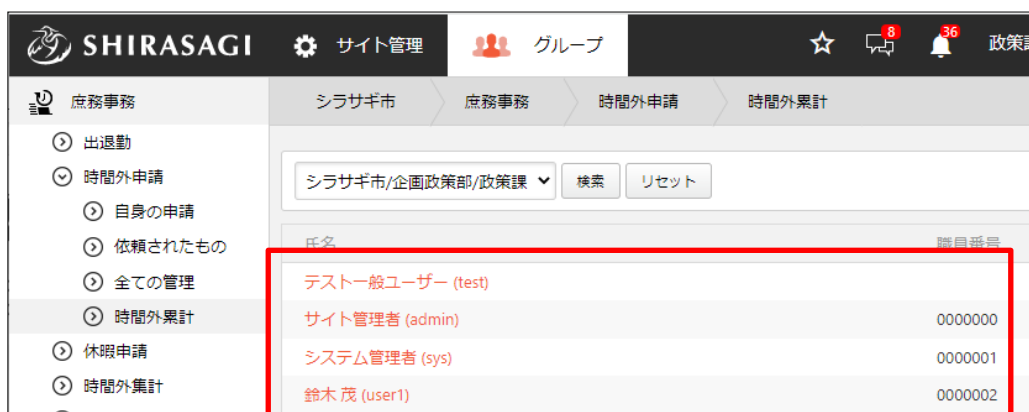 SHIRASAGI サイト管理 グループ 8 36 政策
庶務事務 シラサギ市 庶務事務 時間外申請 時間外累計
出退勤
時間外申請
シラサギ市/企画政策部/政策課 検索 リセット
自身の申請
依頼されたもの
氏名 職員番号
全ての管理
テスト一般ユーザー (test)
時間外累計
サイト管理者 (admin) 0000000
休暇申請
システム管理者 (sys) 0000001
時間外集計
鈴木 茂 (user1) 0000002